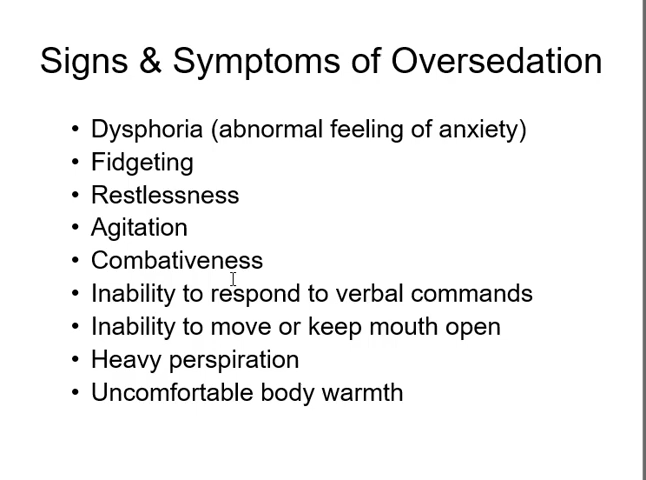 Signs & Symptoms of Oversedation
• Dysphoria (abnormal feeling of anxiety)
• Fidgeting
• Restlessness
• Agitation
• Combativeness
• Inability to respond to verbal commands
• Inability to move or keep mouth open
• Heavy perspiration
• Uncomfortable body warmth